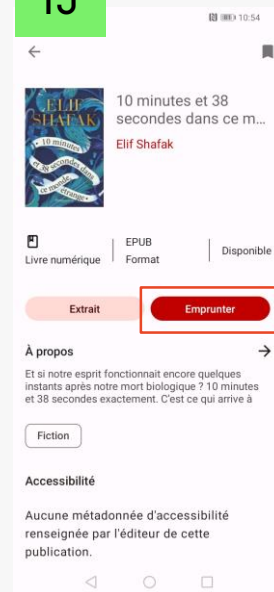 15
10:54
ELIF
SHAFAK
10 minutes
et 38
secondes dans
ce monde
étrange
10 minutes et 38
secondes dans ce m...
Elif Shafak
Livre numérique
EPUB
Format
Disponible
Extrait
Emprunter
À propos
Et si notre esprit fonctionnait encore quelques
instants après notre mort biologique ? 10 minutes
et 38 secondes exactement. C'est ce qui arrive à
Fiction
Accessibilité
Aucune métadonnée d'accessibilité
renseignée par l'éditeur de cette
publication.